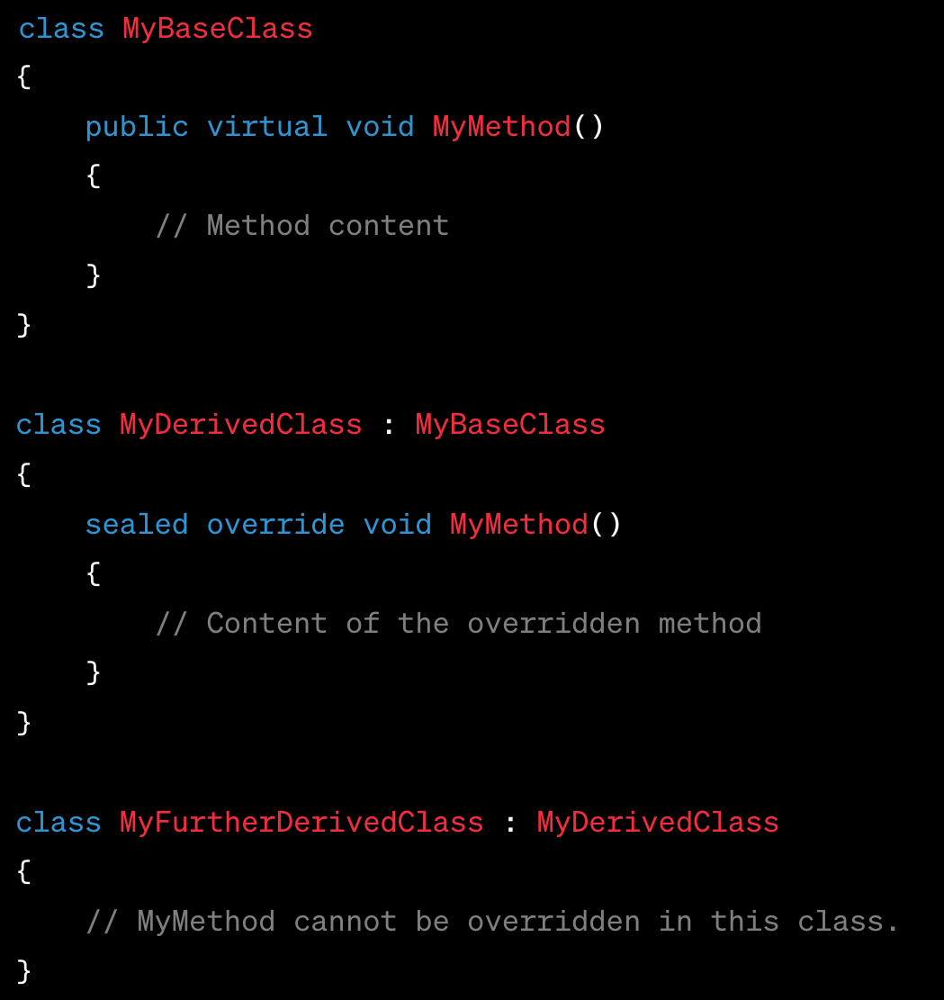 class MyBaseClass
{
    public virtual void MyMethod()
    {
        // Method content
    }
}
class MyDerivedClass : MyBaseClass
{
    sealed override void MyMethod()
    {
        // Content of the overridden method
    }
}
class MyFurtherDerivedClass : MyDerivedClass
{
    // MyMethod cannot be overridden in this class.
}